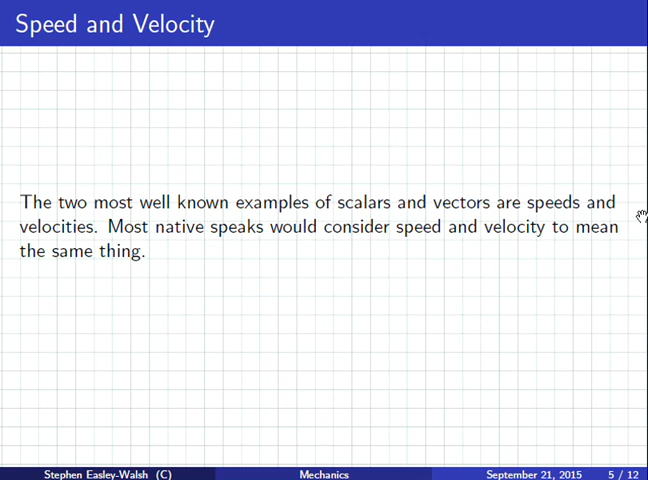 Speed and Velocity
The two most well known examples of scalars and vectors are speeds and
velocities. Most native speaks would consider speed and velocity to mean
the same thing.
Stephen Easley-Walsh (C) Mechanics September 21, 2015 5 / 12